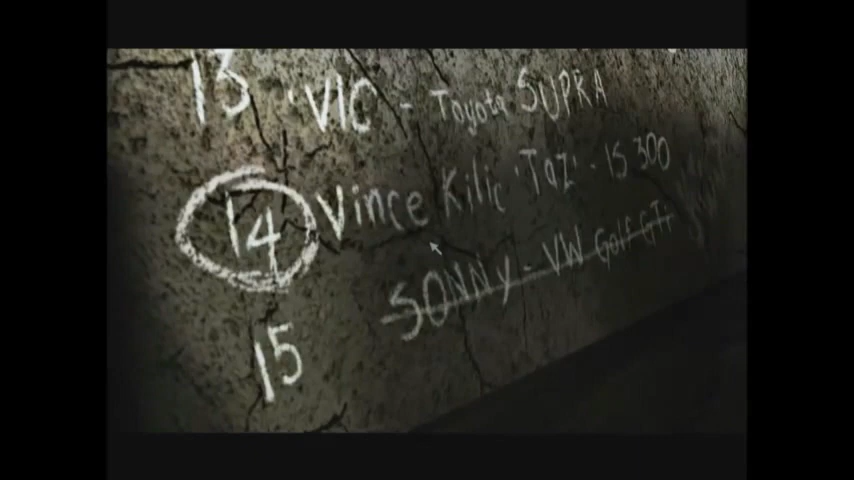 13 'VIC' - Toyota SUPRA
14 Vince Kilic 'Taz' - IS 300
15 SONNY - VW Golf GTi